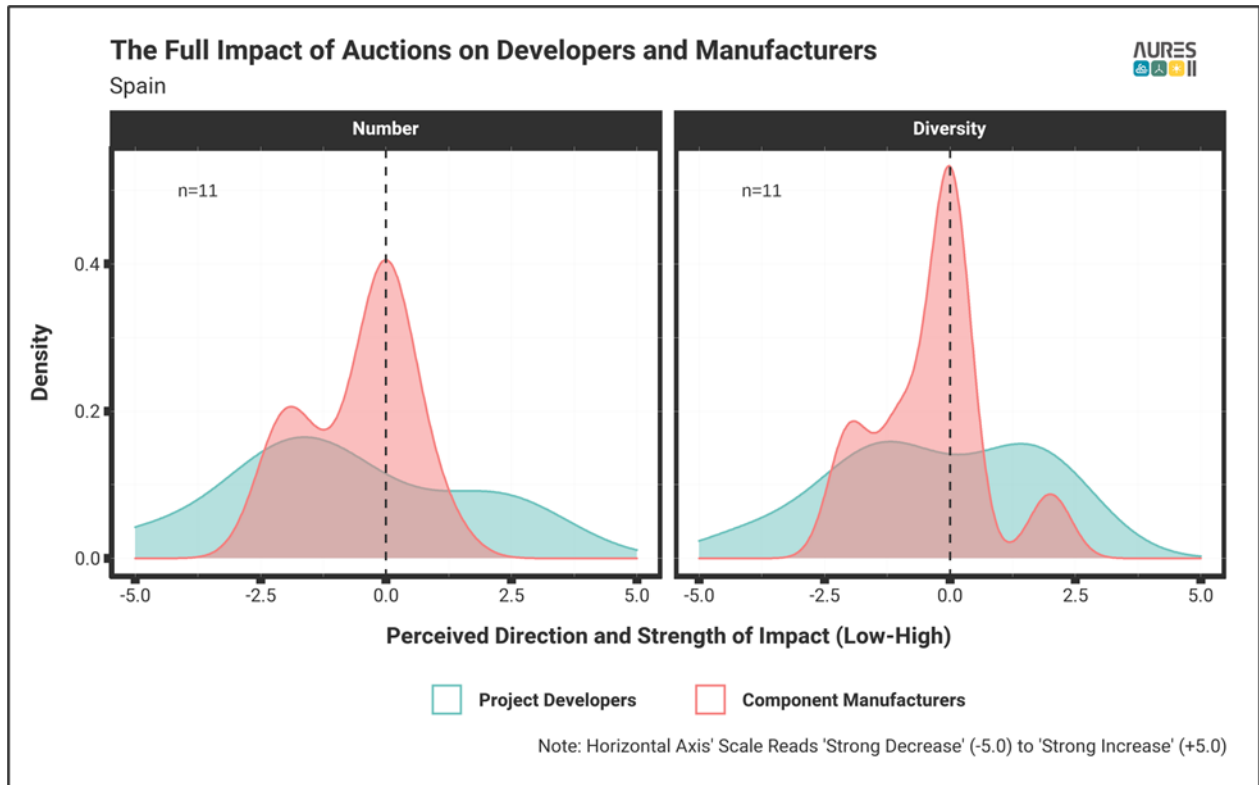 The Full Impact of Auctions on Developers and Manufacturers
AURES
II
Spain
Number
Diversity
n=11
n=11
0.4
0.2
0.0
Density
-5.0 -2.5 0.0 2.5 5.0
-5.0 -2.5 0.0 2.5 5.0
Perceived Direction and Strength of Impact (Low-High)
Project Developers
Component Manufacturers
Note: Horizontal Axis' Scale Reads 'Strong Decrease' (-5.0) to 'Strong Increase' (+5.0)